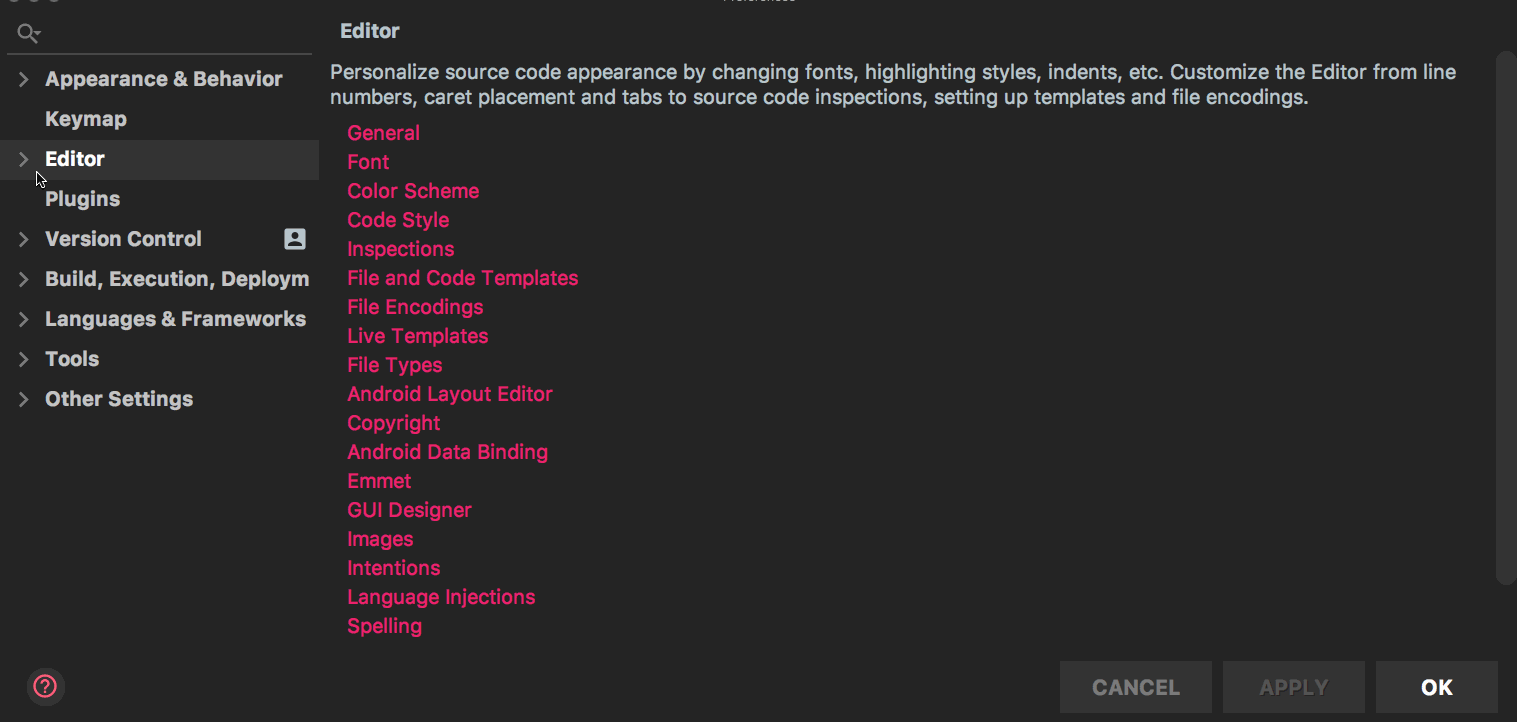 Editor
Personalize source code appearance by changing fonts, highlighting styles, indents, etc. Customize the Editor from line
numbers, caret placement and tabs to source code inspections, setting up templates and file encodings.
Appearance & Behavior
Keymap
Editor
Plugins
Version Control
Build, Execution, Deploym
Languages & Frameworks
Tools
Other Settings
General
Font
Color Scheme
Code Style
Inspections
File and Code Templates
File Encodings
Live Templates
File Types
Android Layout Editor
Copyright
Android Data Binding
Emmet
GUI Designer
Images
Intentions
Language Injections
Spelling
?
CANCEL
APPLY
OK